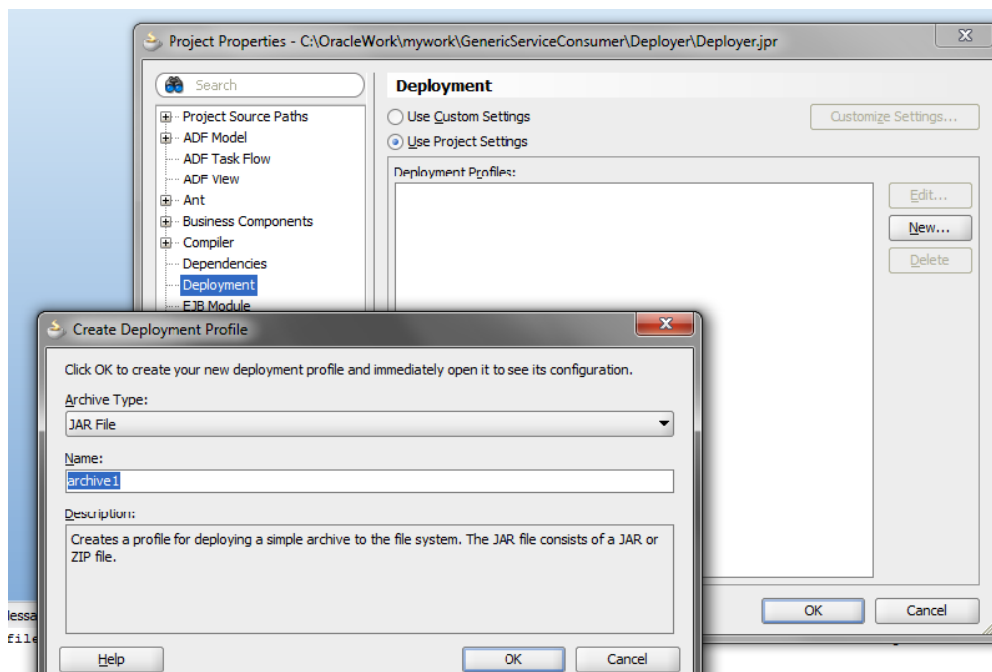 Project Properties - C:\OracleWork\mywork\GenericServiceConsumer\Deployer\Deployer.jpr
Search
Project Source Paths
ADF Model
ADF Task Flow
ADF View
Ant
Business Components
Compiler
Dependencies
Deployment
EJB Module
Deployment
Use Custom Settings
Customize Settings...
Use Project Settings
Deployment Profiles:
Edit...
New...
Delete
OK Cancel
Create Deployment Profile
Click OK to create your new deployment profile and immediately open it to see its configuration.
Archive Type:
JAR File
Name:
archive1
Description:
Creates a profile for deploying a simple archive to the file system. The JAR file consists of a JAR or
ZIP file.
Help OK Cancel
file